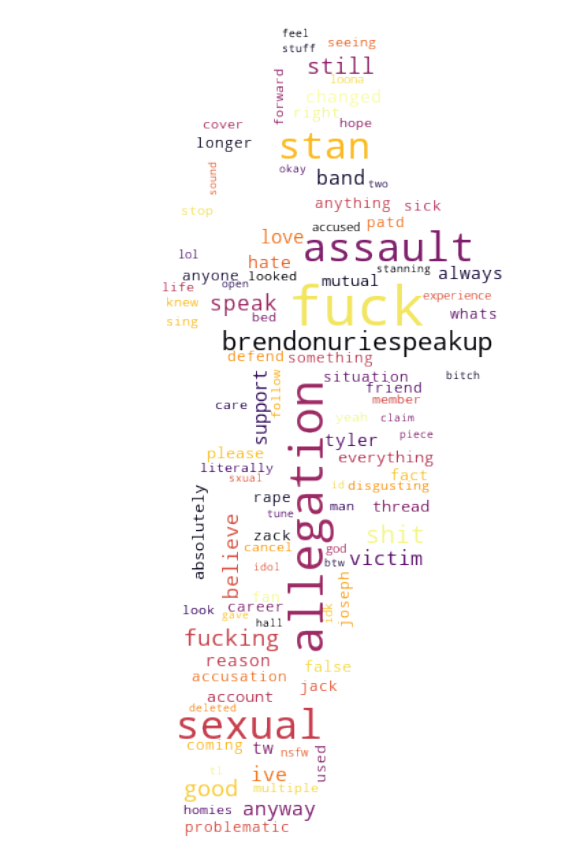 feel
stuff
seeing
still
loona
forward
changed
right
cover
hope
longer
stan
okay
band
two
sound
anything
sick
stop
accused
patd
love
assault
lol
hate
stanning
anyone
looked
mutual
always
life
open
fuck
experience
knew
speak
bed
whats
sing
brendonuriespeakup
defend
something
support
follow
situation
bitch
friend
care
member
allegation
yeah
claim
tyler
piece
please
everything
literally
fact
sxual
id
disgusting
absolutely
rape
man
thread
tune
believe
zack
shit
cancel
god
victim
idol
btw
joseph
fan
look
career
idk
gave
hall
fucking
reason
false
accusation
jack
account
deleted
sexual
coming
tw
nsfw
used
tl
ive
good
multiple
homies
anyway
problematic